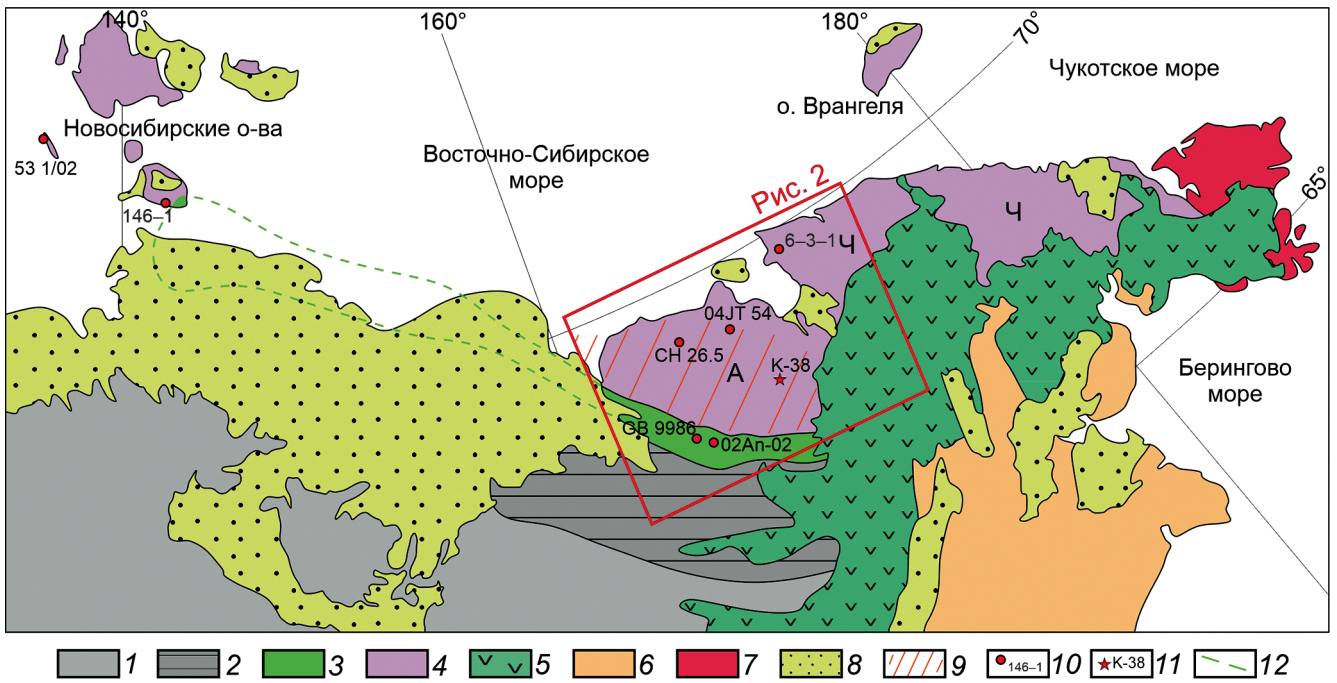 140°
160°
180°
70°
Чукотское море
о. Врангеля
Новосибирские о-ва
Восточно-Сибирское
море
53 1/02
Рис. 2
65°
146–1
Ч
6–3–1
Ч
04JT 54
CH 26.5
K-38
А
Берингово
море
GB 9986
02An-02
1
2
3
4
5
6
7
8
9
146–1
10
K-38
11
12